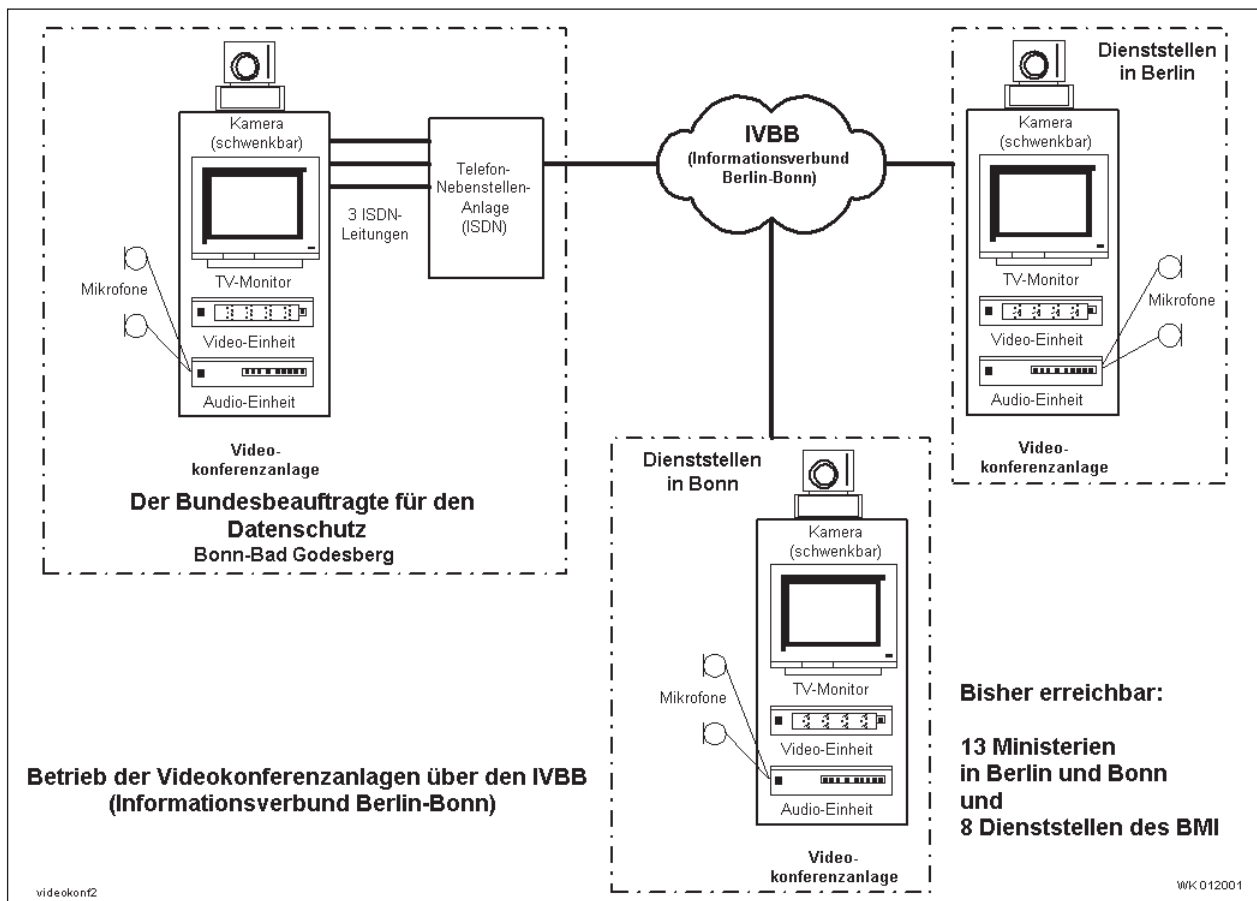 Kamera
(schwenkbar)
3 ISDN-
Leitungen
Telefon-
Nebenstellen-
Anlage
(ISDN)
Mikrofone
TV-Monitor
Video-Einheit
Audio-Einheit
Video-
konferenzanlage
Der Bundesbeauftragte für den
Datenschutz
Bonn-Bad Godesberg
IVBB
(Informationsverbund
Berlin-Bonn)
Dienststellen
in Berlin
Kamera
(schwenkbar)
TV-Monitor
Mikrofone
Video-Einheit
Audio-Einheit
Video-
konferenzanlage
Dienststellen
in Bonn
Kamera
(schwenkbar)
Mikrofone
TV-Monitor
Video-Einheit
Audio-Einheit
Video-
konferenzanlage
Bisher erreichbar:
13 Ministerien
in Berlin und Bonn
und
8 Dienststellen des BMI
Betrieb der Videokonferenzanlagen über den IVBB
(Informationsverbund Berlin-Bonn)
videokonf2
WK 012001